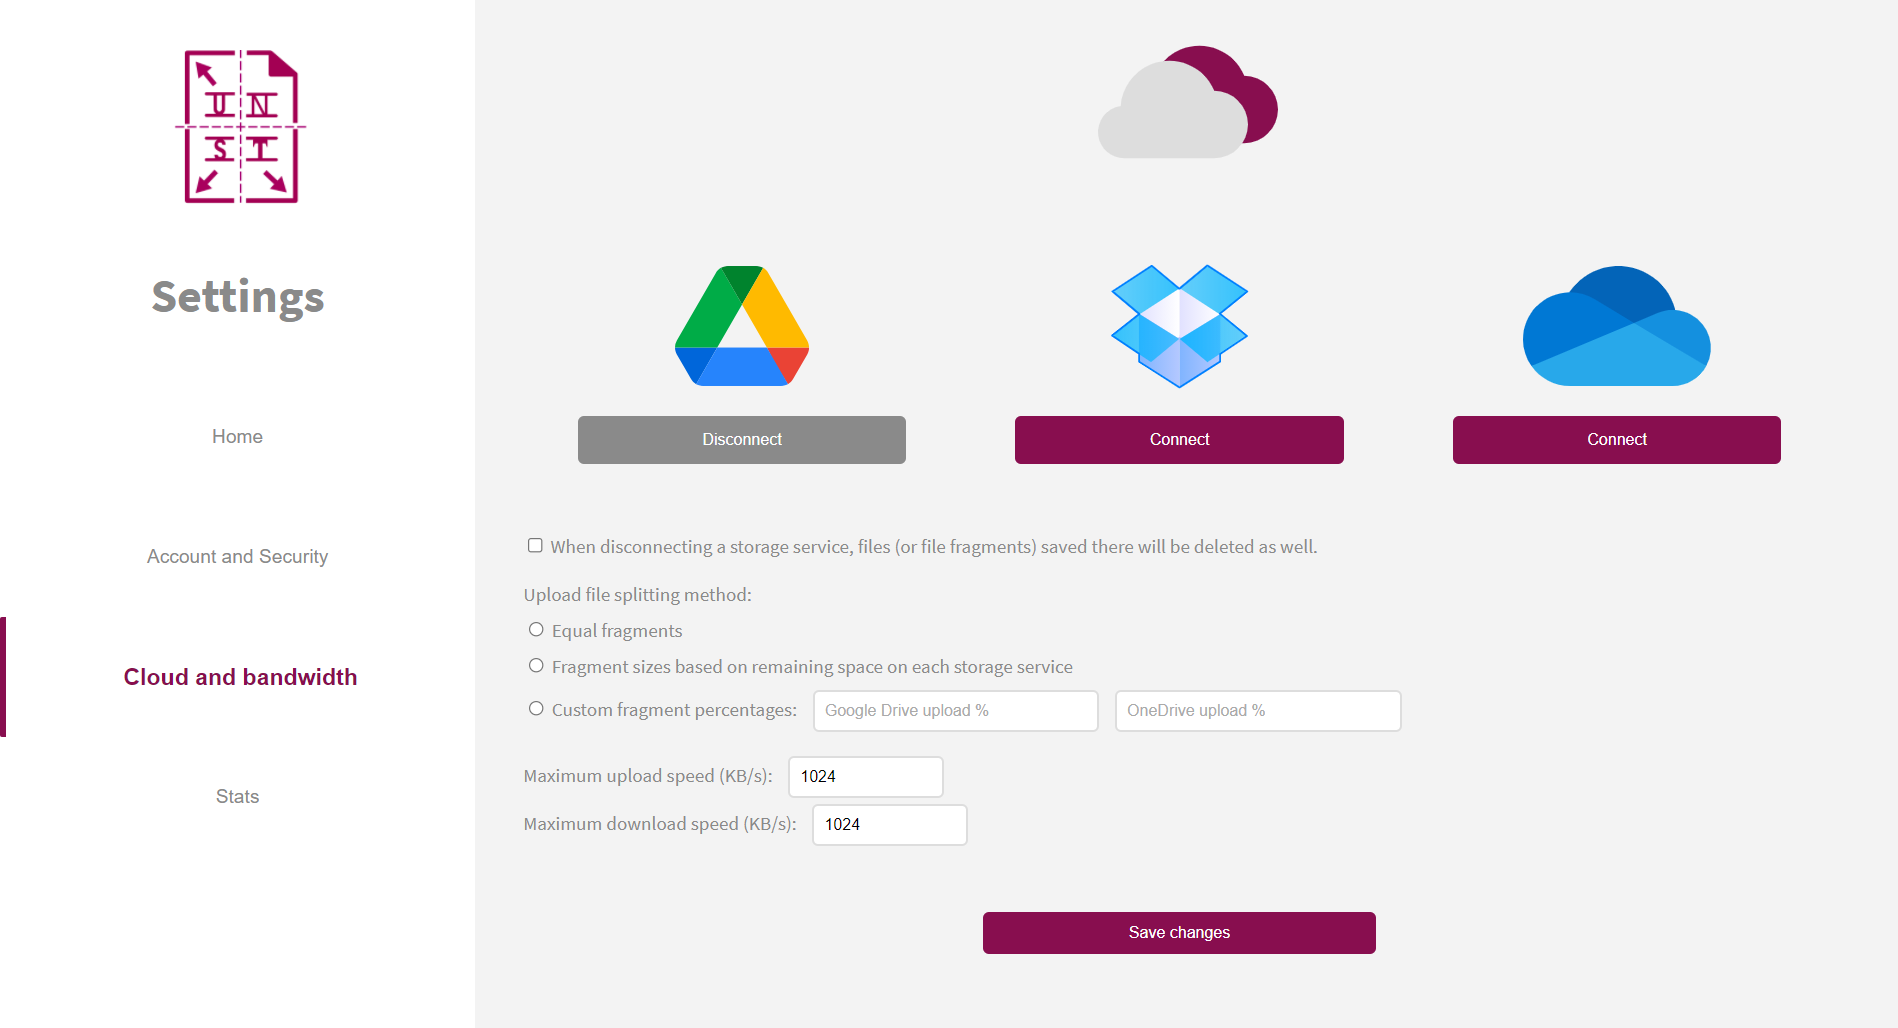 U N
S T
Settings
Home
Account and Security
Cloud and bandwidth
Stats
Disconnect
Connect
Connect
When disconnecting a storage service, files (or file fragments) saved there will be deleted as well.
Upload file splitting method:
Equal fragments
Fragment sizes based on remaining space on each storage service
Custom fragment percentages: Google Drive upload % OneDrive upload %
Maximum upload speed (KB/s): 1024
Maximum download speed (KB/s): 1024
Save changes